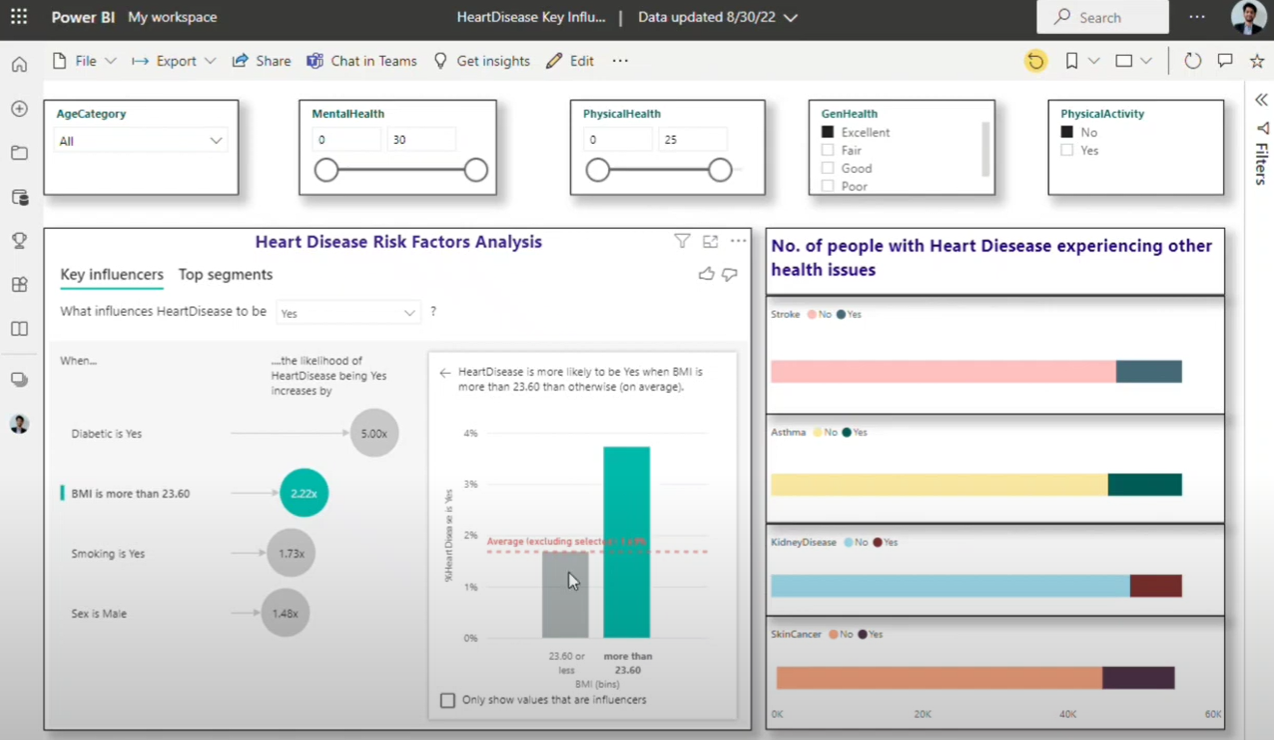 Power BI My workspace
HeartDisease Key Influ... | Data updated 8/30/22
Search
File Export Share Chat in Teams Get insights Edit
AgeCategory
All
MentalHealth
0 30
PhysicalHealth
0 25
GenHealth
Excellent
Fair
Good
Poor
PhysicalActivity
No
Yes
Filters
Heart Disease Risk Factors Analysis
Key influencers Top segments
What influences HeartDisease to be Yes ?
When...
....the likelihood of
HeartDisease being Yes
increases by
Diabetic is Yes 5.00x
BMI is more than 23.60 2.22x
Smoking is Yes 1.73x
Sex is Male 1.48x
HeartDisease is more likely to be Yes when BMI is
more than 23.60 than otherwise (on average).
4%
3%
2%
1%
0%
%HeartDisease is Yes
Average (excluding selected):
23.60 or
less
more than
23.60
BMI (bins)
Only show values that are influencers
No. of people with Heart Diesease experiencing other
health issues
Stroke No Yes
Asthma No Yes
KidneyDisease No Yes
SkinCancer No Yes
0K 20K 40K 60K